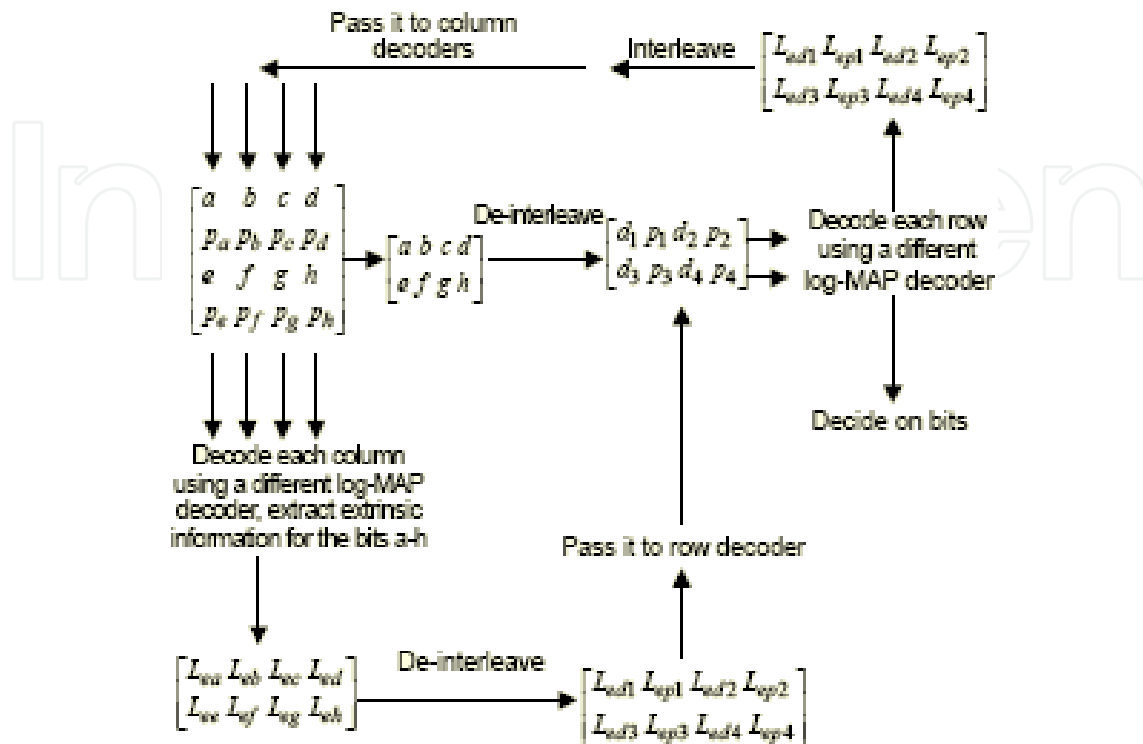 Pass it to column
decoders
Interleave
L_ed1 L_ep1 L_ed2 L_ep2
L_ed3 L_ep3 L_ed4 L_ep4
a b c d
p_a p_b p_c p_d
e f g h
p_e p_f p_g p_h
a b c d
e f g h
De-interleave
d_1 p_1 d_2 p_2
d_3 p_3 d_4 p_4
Decode each row
using a different
log-MAP decoder
Decide on bits
Decode each column
using a different log-MAP
decoder, extract extrinsic
information for the bits a-h
Pass it to row decoder
L_ea L_eb L_ec L_ed
L_ee L_ef L_eg L_eh
De-interleave
L_ed1 L_ep1 L_ed2 L_ep2
L_ed3 L_ep3 L_ed4 L_ep4